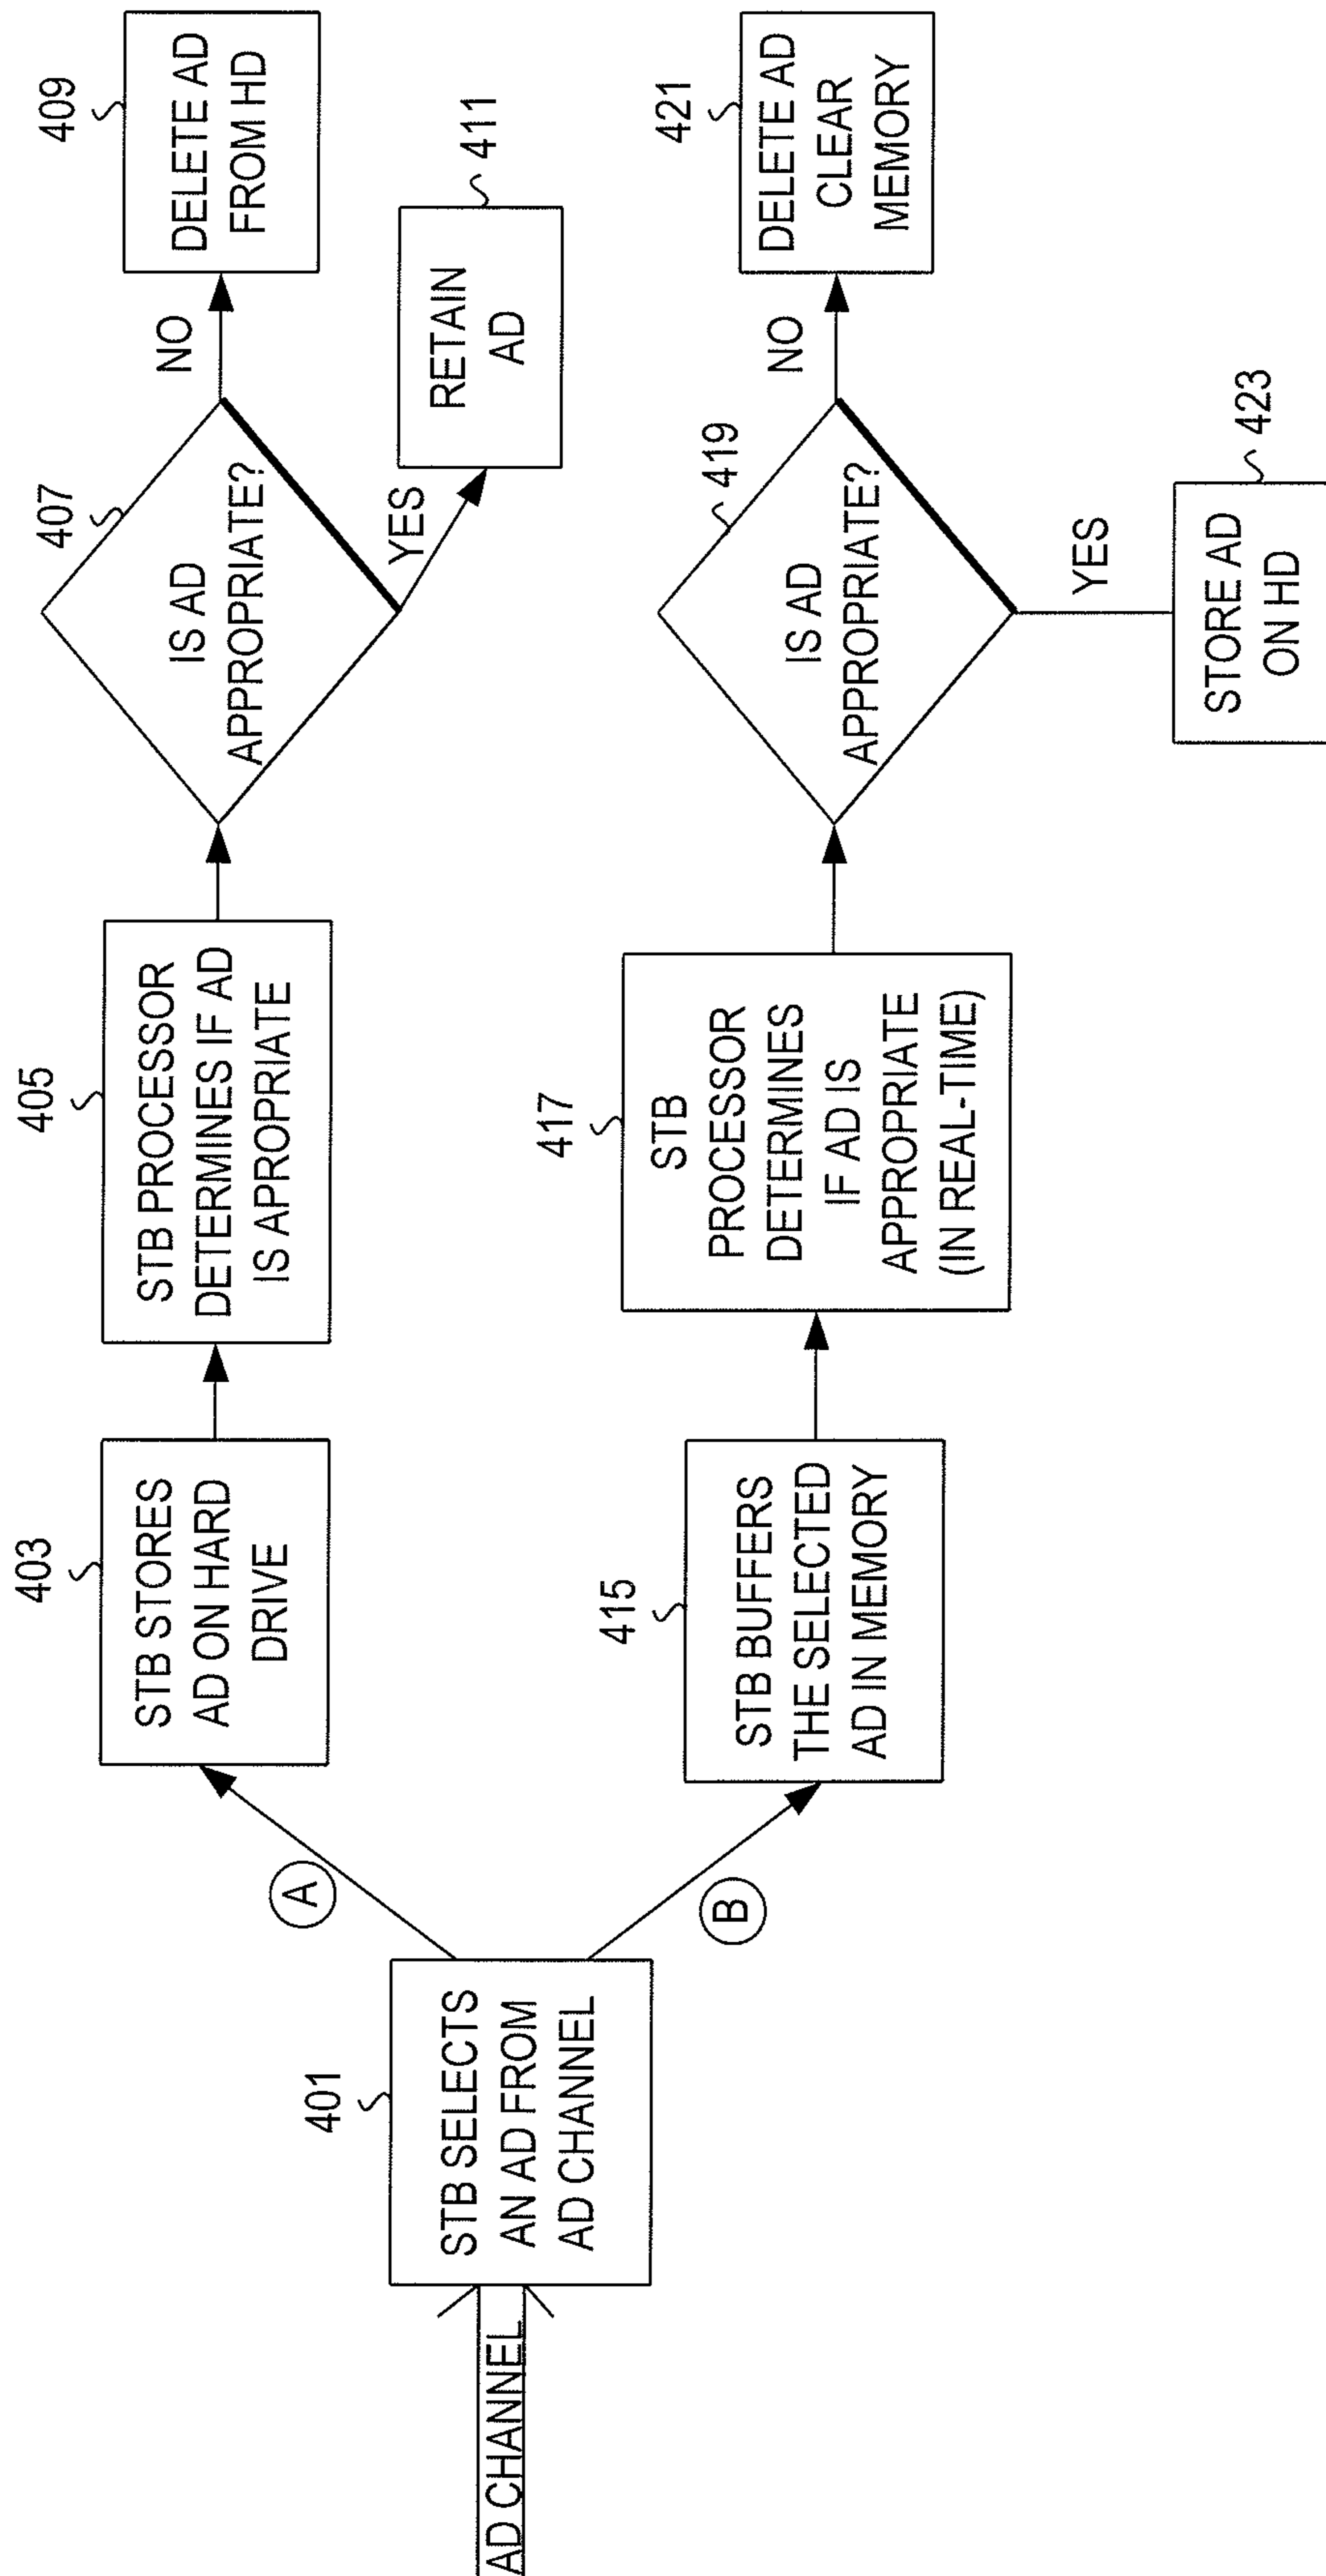 AD CHANNEL
401
STB SELECTS
AN AD FROM
AD CHANNEL
A
403
STB STORES
AD ON HARD
DRIVE
405
STB PROCESSOR
DETERMINES IF AD
IS APROPRIATE
407
IS AD
APPROPRIATE?
NO
409
DELETE AD
FROM HD
YES
411
RETAIN
AD
B
415
STB BUFFERS
THE SELECTED
AD IN MEMORY
417
STB
PROCESSOR
DETERMINES
IF AD IS
APPROPRIATE
(IN REAL-TIME)
419
IS AD
APPROPRIATE?
NO
421
DELETE AD
CLEAR
MEMORY
YES
423
STORE AD
ON HD